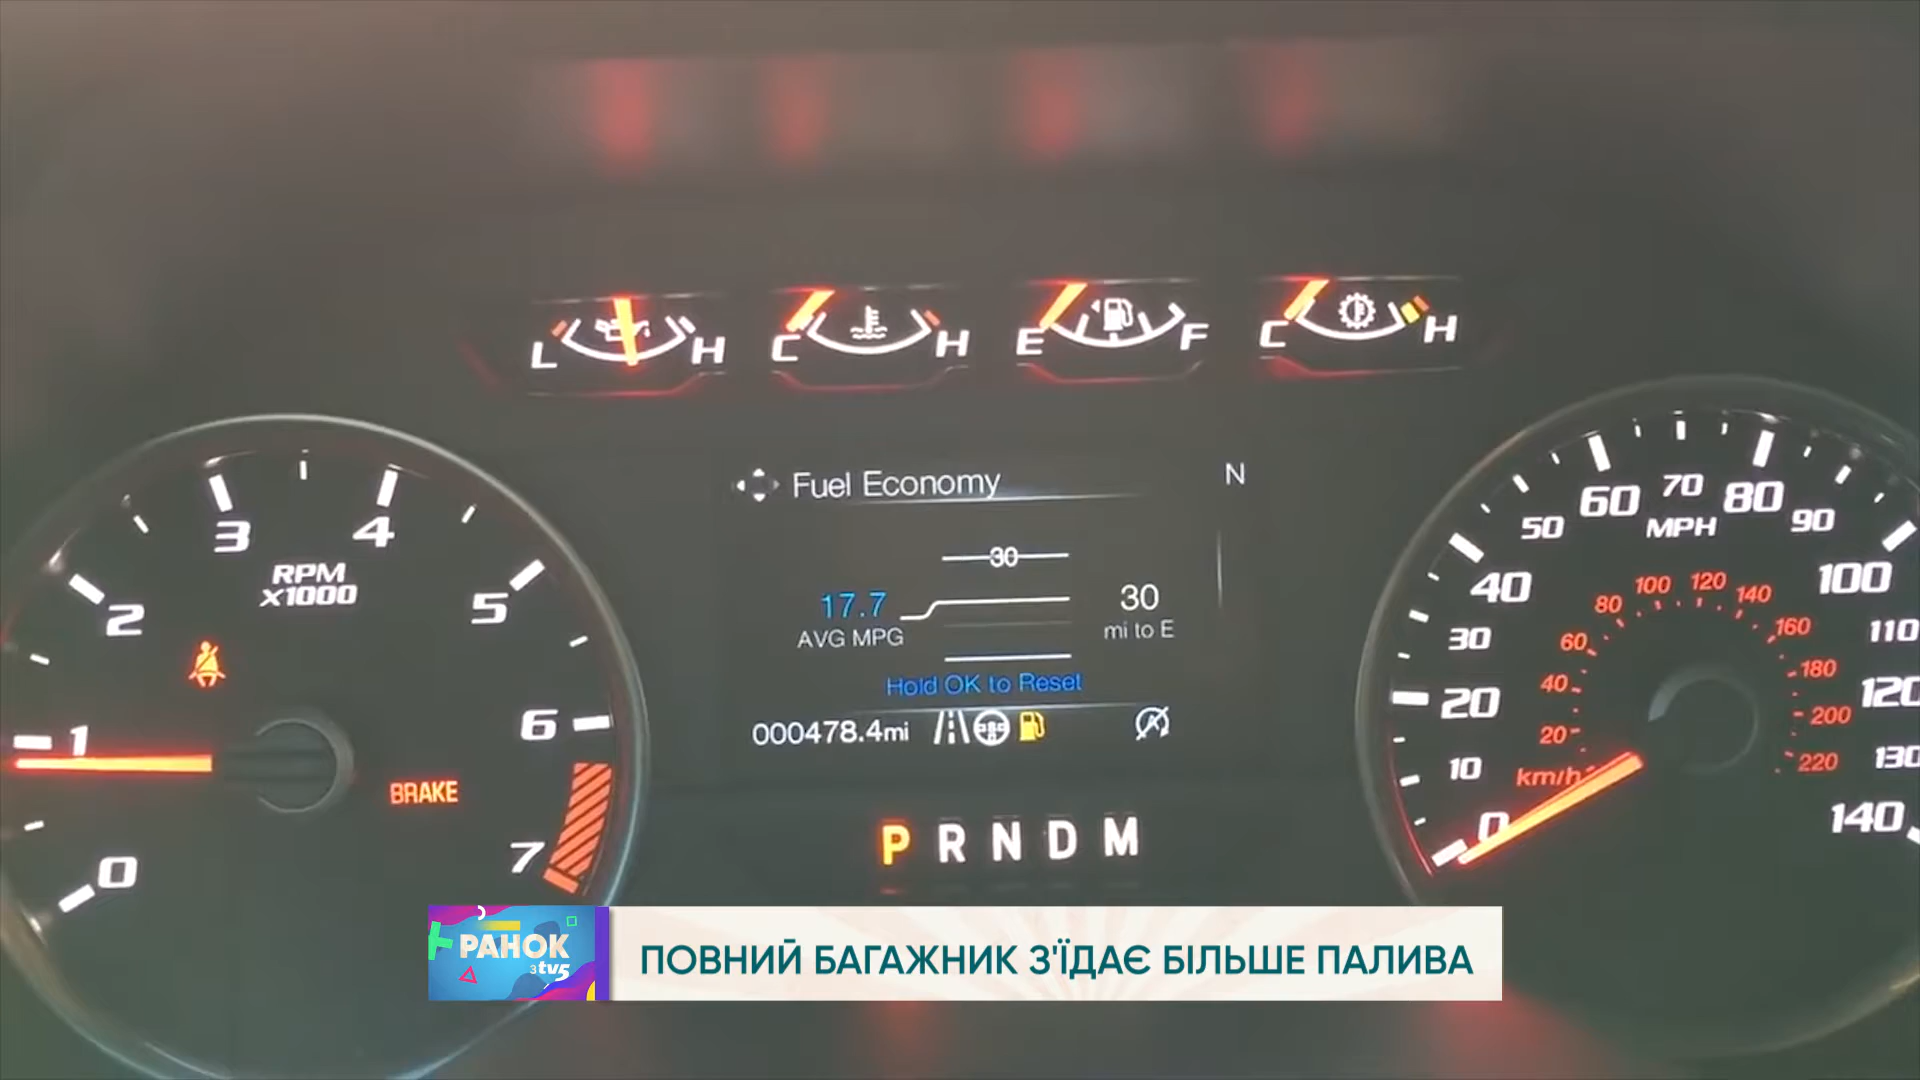 L H
C H
E F
C H
Fuel Economy
N
30
17.7
AVG MPG
30
mi to E
Hold OK to Reset
000478.4mi
P R N D M
0
1
2
3
4
5
6
7
RPM
X1000
BRAKE
0
10
20
30
40
50
60
70
80
90
100
110
120
130
140
MPH
km/h
20
40
60
80
100
120
140
160
180
200
220
РАНОК
з tv5
ПОВНИЙ БАГАЖНИК З'ЇДАЄ БІЛЬШЕ ПАЛИВА